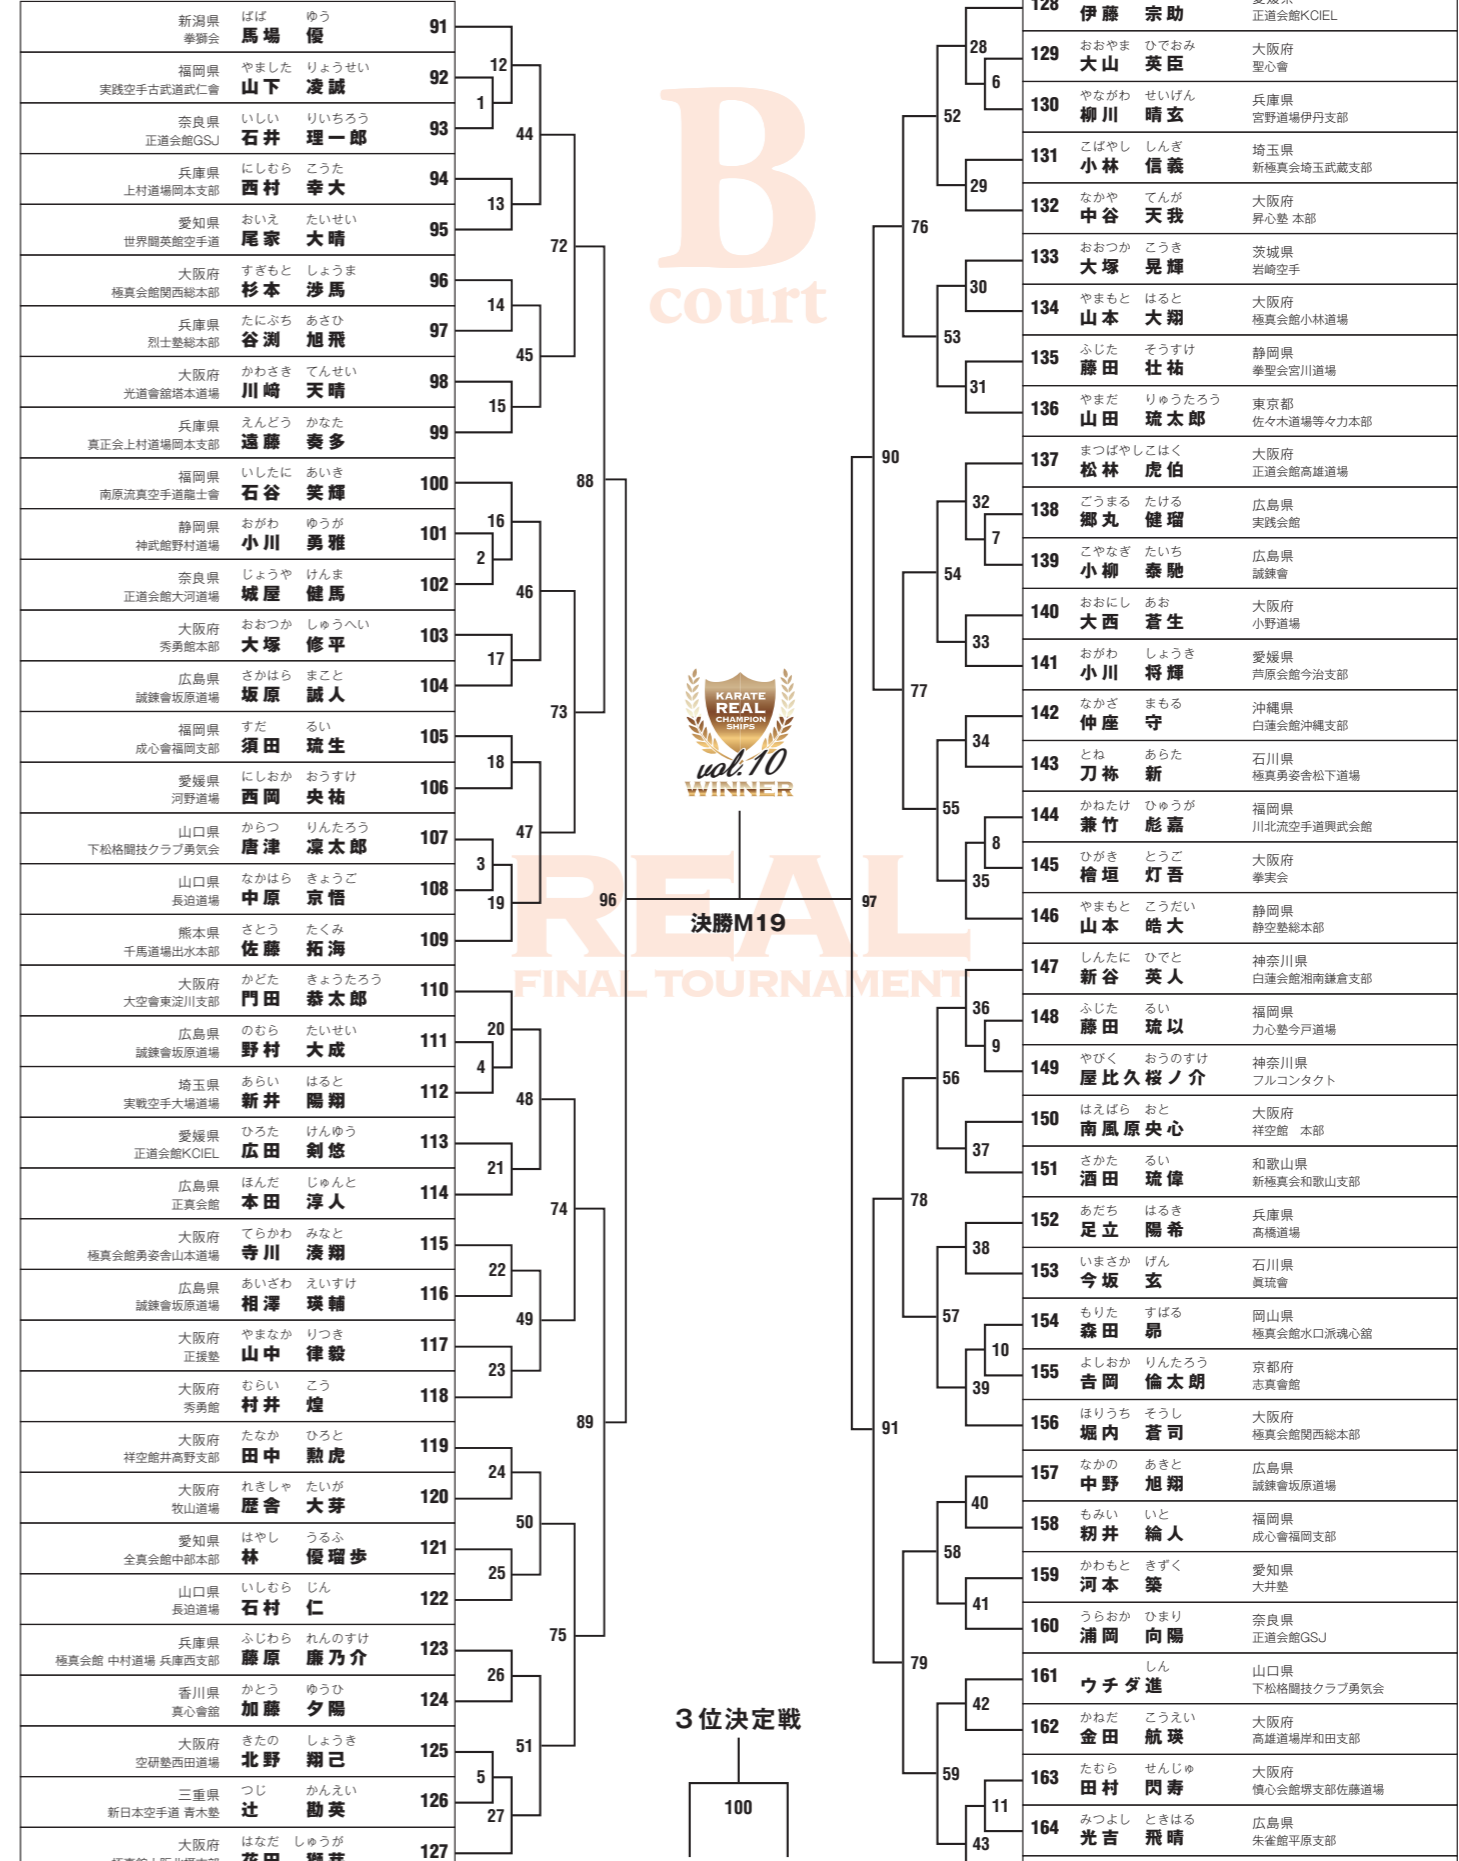 B
court
新潟県 ばば ゆう 91
拳獅会 馬場 優
福岡県 やました りょうせい 92
実践空手古武道武仁會 山下 凌誠
奈良県 いしい りいちろう 93
正道会館GSJ 石井 理一郎
兵庫県 にしむら こうた 94
上村道場岡本支部 西村 幸大
愛知県 おいえ たいせい 95
世界闘英館空手道 尾家 大晴
大阪府 すぎもと しょうま 96
極真会館関西総本部 杉本 渉馬
兵庫県 たにぶち あさひ 97
烈士塾総本部 谷渕 旭飛
大阪府 かわさき てんせい 98
光道會舘塔本道場 川﨑 天晴
兵庫県 えんどう かなた 99
真正会上村道場岡本支部 遠藤 奏多
福岡県 いしたに あいき 100
南原流真空手道龍士會 石谷 笑輝
静岡県 おがわ ゆうが 101
神武館野村道場 小川 勇雅
奈良県 じょうや けんま 102
正道会館大河道場 城屋 健馬
大阪府 おおつか しゅうへい 103
秀勇館本部 大塚 修平
広島県 さかはら まこと 104
誠錬會坂原道場 坂原 誠人
福岡県 すだ るい 105
成心會福岡支部 須田 琉生
愛媛県 にしおか おうすけ 106
河野道場 西岡 央祐
山口県 からつ りんたろう 107
下松格闘技クラブ勇気会 唐津 凜太郎
山口県 なかはら きょうご 108
長迫道場 中原 京悟
熊本県 さとう たくみ 109
千馬道場出水本部 佐藤 拓海
大阪府 かどた きょうたろう 110
大空會東淀川支部 門田 恭太郎
広島県 のむら たいせい 111
誠錬會坂原道場 野村 大成
埼玉県 あらい はると 112
実戦空手大場道場 新井 陽翔
愛媛県 ひろた けんゆう 113
正道会館KCIEL 広田 剣悠
広島県 ほんだ じゅんと 114
正真会館 本田 淳人
大阪府 てらかわ みなと 115
極真会館勇姿舎山本道場 寺川 湊翔
広島県 あいざわ えいすけ 116
誠錬會坂原道場 相澤 瑛輔
大阪府 やまなか りつき 117
正援塾 山中 律毅
大阪府 むらい こう 118
秀勇館 村井 煌
大阪府 たなか ひろと 119
祥空館井高野支部 田中 勲虎
大阪府 れきしゃ たいが 120
牧山道場 歴舎 大芽
愛知県 はやし うるふ 121
全真会館中部本部 林 優瑠歩
山口県 いしむら じん 122
長迫道場 石村 仁
兵庫県 ふじわら れんのすけ 123
極真会館 中村道場 兵庫西支部 藤原 廉乃介
香川県 かとう ゆうひ 124
真心會舘 加藤 夕陽
大阪府 きたの しょうき 125
空研塾西田道場 北野 翔己
三重県 つじ かんえい 126
新日本空手道 青木塾 辻 勘英
大阪府 はなだ しゅうが 127
12
1
44
13
72
14
45
15
88
16
2
46
17
73
18
47
3
19
96
20
4
48
21
74
22
49
23
89
24
50
25
75
26
51
5
27
KARATE
REAL
CHAMPION
SHIPS
vol.10
WINNER
決勝M19
REAL
FINAL TOURNAMENT
3位決定戦
100
28
6
52
29
76
30
53
31
90
32
7
54
33
77
34
55
8
35
97
36
9
56
37
78
38
57
10
39
91
40
58
41
79
42
59
11
43
128 伊藤 宗助 正道会館KCIEL
129 おおやま ひでおみ 大阪府
大山 英臣 聖心會
130 やながわ せいげん 兵庫県
柳川 晴玄 宮野道場伊丹支部
131 こばやし しんぎ 埼玉県
小林 信義 新極真会埼玉武蔵支部
132 なかや てんが 大阪府
中谷 天我 昇心塾 本部
133 おおつか こうき 茨城県
大塚 晃輝 岩崎空手
134 やまもと はると 大阪府
山本 大翔 極真会館小林道場
135 ふじた そうすけ 静岡県
藤田 壮祐 拳聖会宮川道場
136 やまだ りゅうたろう 東京都
山田 琉太郎 佐々木道場等々力本部
137 まつばやし こはく 大阪府
松林 虎伯 正道会館高雄道場
138 ごうまる たける 広島県
郷丸 健瑠 実践会館
139 こやなぎ たいち 広島県
小柳 泰馳 誠錬會
140 おおにし あお 大阪府
大西 蒼生 小野道場
141 おがわ しょうき 愛媛県
小川 将輝 芦原会館今治支部
142 なかざ まもる 沖縄県
仲座 守 白蓮会館沖縄支部
143 とね あらた 石川県
刀祢 新 極真勇姿舎松下道場
144 かねたけ ひゅうが 福岡県
兼竹 彪嘉 川北流空手道興武会館
145 ひがき とうご 大阪府
檜垣 灯吾 拳実会
146 やまもと こうだい 静岡県
山本 皓大 静空塾総本部
147 しんたに ひでと 神奈川県
新谷 英人 白蓮会館湘南鎌倉支部
148 ふじた るい 福岡県
藤田 琉以 力心塾今戸道場
149 やびく おうのすけ 神奈川県
屋比久 桜ノ介 フルコンタクト
150 はえばら おと 大阪府
南風原 央心 祥空館 本部
151 さかた るい 和歌山県
酒田 琉偉 新極真会和歌山支部
152 あだち はるき 兵庫県
足立 陽希 髙橋道場
153 いまさか げん 石川県
今坂 玄 眞琉會
154 もりた すばる 岡山県
森田 昴 極真会館水口派魂心舘
155 よしおか りんたろう 京都府
𠮷岡 倫太朗 志真會館
156 ほりうち そうし 大阪府
堀内 蒼司 極真会館関西総本部
157 なかの あきと 広島県
中野 旭翔 誠錬會坂原道場
158 もみい いと 福岡県
籾井 綸人 成心會福岡支部
159 かわもと きずく 愛知県
河本 築 大井塾
160 うらおか ひまり 奈良県
浦岡 向陽 正道会館GSJ
161 しん 山口県
ウチダ 進 下松格闘技クラブ勇気会
162 かねだ こうえい 大阪府
金田 航瑛 高雄道場岸和田支部
163 たむら せんじゅ 大阪府
田村 閃寿 慎心会館堺支部佐藤道場
164 みつよし ときはる 広島県
光吉 飛晴 朱雀館平原支部